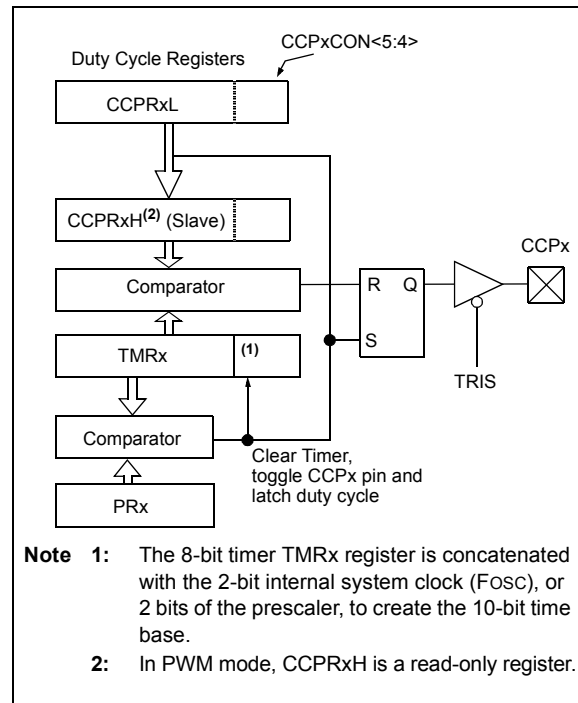 CCPxCON<5:4>
Duty Cycle Registers
CCPRxL
CCPRxH(2) (Slave)
CCPx
Comparator
R Q
TMRx
(1)
S
TRIS
Comparator
Clear Timer,
toggle CCPx pin and
latch duty cycle
PRx
Note 1: The 8-bit timer TMRx register is concatenated
with the 2-bit internal system clock (FOSC), or
2 bits of the prescaler, to create the 10-bit time
base.
2: In PWM mode, CCPRxH is a read-only register.